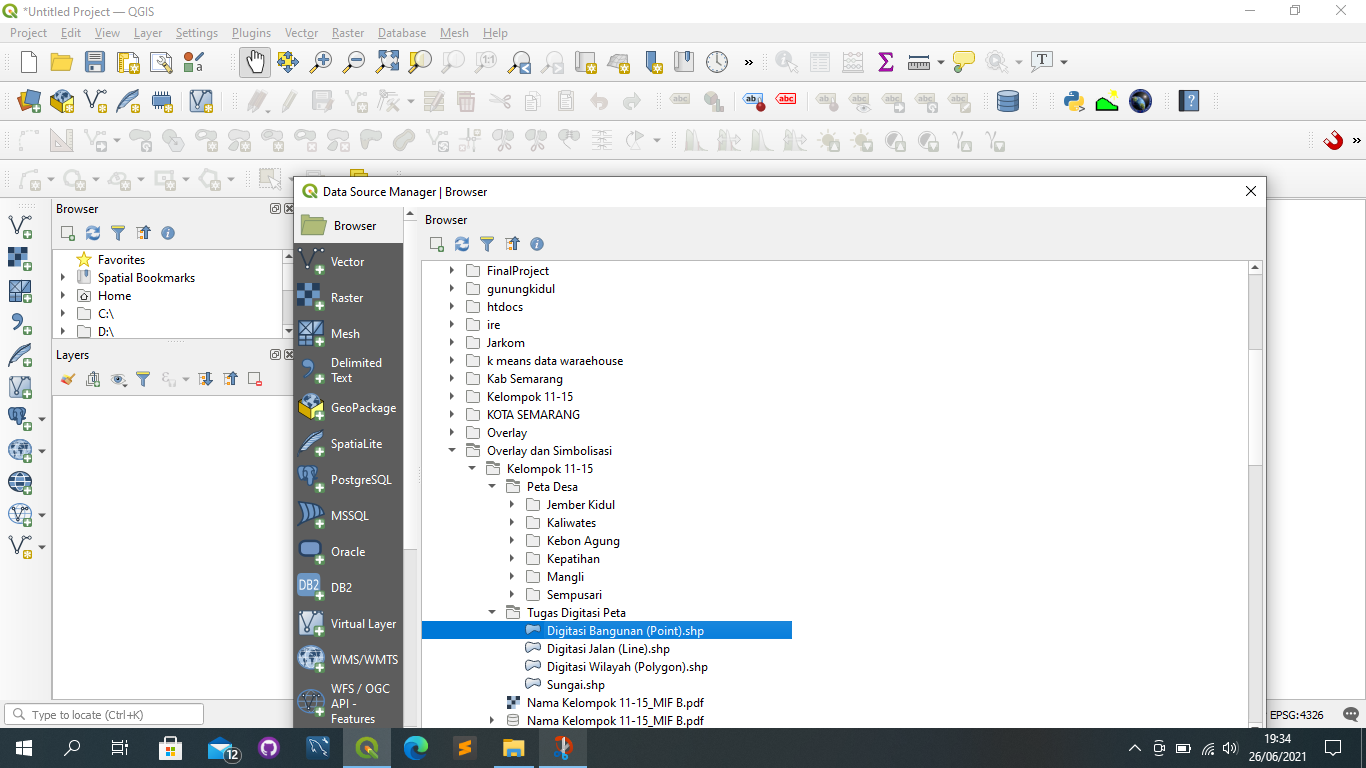 *Untitled Project — QGIS
Project Edit View Layer Settings Plugins Vector Raster Database Mesh Help
Data Source Manager | Browser
Browser
Favorites
Spatial Bookmarks
Home
C:\
D:\
Layers
Browser
Vector
Raster
Mesh
Delimited
Text
GeoPackage
SpatiaLite
PostgreSQL
MSSQL
Oracle
DB2
Virtual Layer
WMS/WMTS
WFS / OGC
API -
Features
Browser
FinalProject
gunungkidul
htdocs
ire
Jarkom
k means data waraehouse
Kab Semarang
Kelompok 11-15
KOTA SEMARANG
Overlay
Overlay dan Simbolisasi
Kelompok 11-15
Peta Desa
Jember Kidul
Kaliwates
Kebon Agung
Kepatihan
Mangli
Sempusari
Tugas Digitasi Peta
Digitasi Bangunan (Point).shp
Digitasi Jalan (Line).shp
Digitasi Wilayah (Polygon).shp
Sungai.shp
Nama Kelompok 11-15_MIF B.pdf
Nama Kelompok 11-15_MIF B.pdf
Type to locate (Ctrl+K)
EPSG:4326
12
19:34
26/06/2021